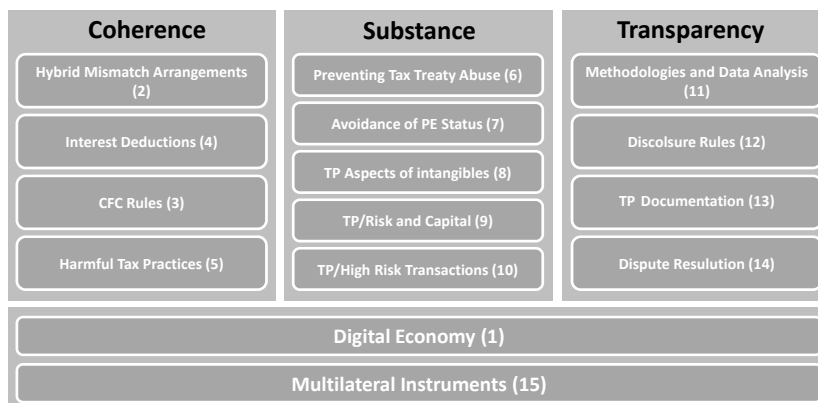 Coherence
Hybrid Mismatch Arrangements
(2)
Interest Deductions (4)
CFC Rules (3)
Harmful Tax Practices (5)
Substance
Preventing Tax Treaty Abuse (6)
Avoidance of PE Status (7)
TP Aspects of intangibles (8)
TP/Risk and Capital (9)
TP/High Risk Transactions (10)
Transparency
Methodologies and Data Analysis
(11)
Discolsure Rules (12)
TP Documentation (13)
Dispute Resulution (14)
Digital Economy (1)
Multilateral Instruments (15)